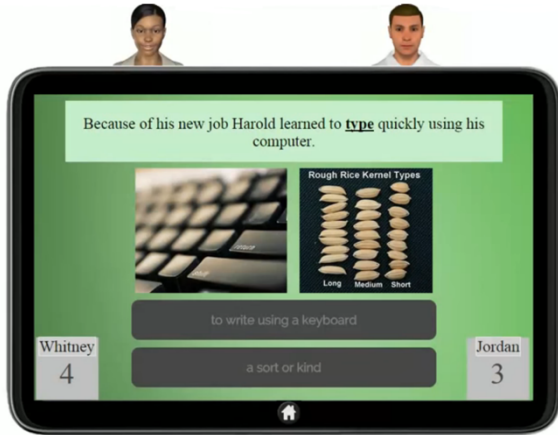 Because of his new job Harold learned to type quickly using his
computer.
Rough Rice Kernel Types
Long Medium Short
to write using a keyboard
a sort or kind
Whitney
4
Jordan
3